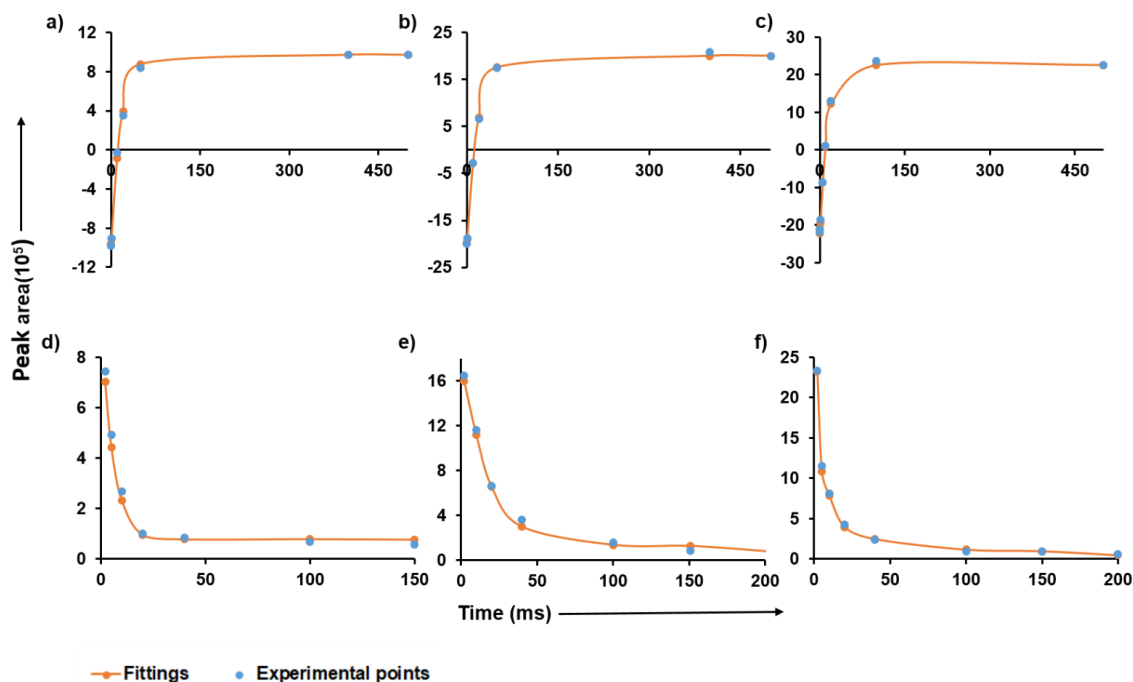 a)
12
8
4
0
-4
-8
-12
0 150 300 450
b)
25
15
5
-5
-15
-25
0 150 300 450
c)
30
20
10
0
-10
-20
-30
0 150 300 450
Peak area(10⁵)
d)
8
6
4
2
0
0 50 100 150
e)
16
12
8
4
0
0 50 100 150 200
f)
25
20
15
10
5
0
0 50 100 150 200
Time (ms)
Fittings Experimental points